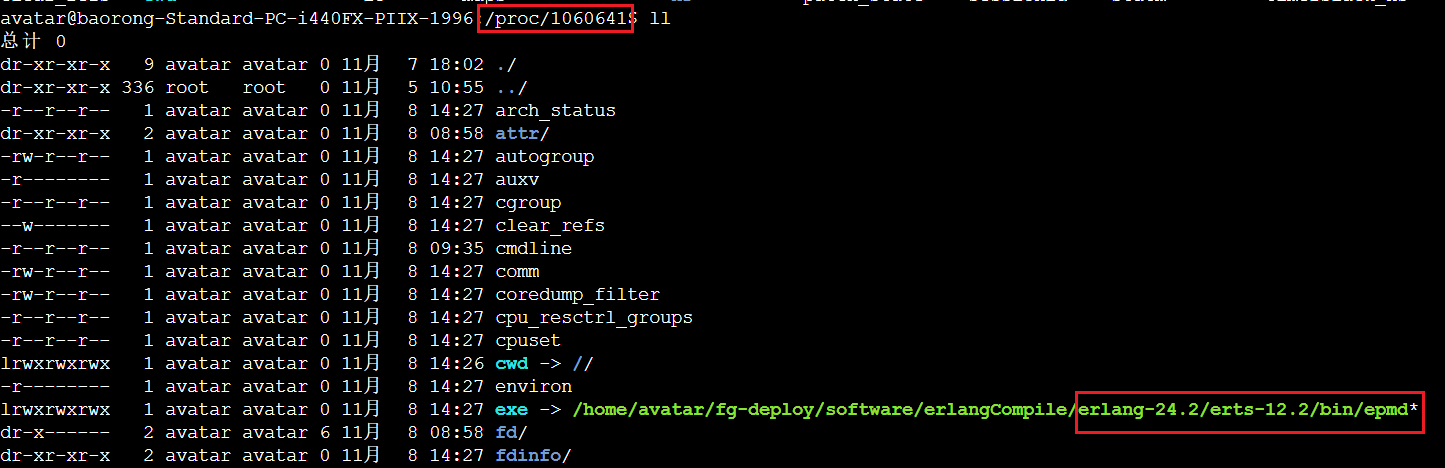 avatar@baorong-Standard-PC-i440FX-PIIX-1996:/proc/1060641$ ll
总计 0
dr-xr-xr-x   9 avatar avatar 0 11月  7 18:02 ./
dr-xr-xr-x 336 root   root   0 11月  5 10:55 ../
-r--r--r--   1 avatar avatar 0 11月  8 14:27 arch_status
dr-xr-xr-x   2 avatar avatar 0 11月  8 08:58 attr/
-rw-r--r--   1 avatar avatar 0 11月  8 14:27 autogroup
-r--------   1 avatar avatar 0 11月  8 14:27 auxv
-r--r--r--   1 avatar avatar 0 11月  8 14:27 cgroup
--w-------   1 avatar avatar 0 11月  8 14:27 clear_refs
-r--r--r--   1 avatar avatar 0 11月  8 09:35 cmdline
-rw-r--r--   1 avatar avatar 0 11月  8 14:27 comm
-rw-r--r--   1 avatar avatar 0 11月  8 14:27 coredump_filter
-r--r--r--   1 avatar avatar 0 11月  8 14:27 cpu_resctrl_groups
-r--r--r--   1 avatar avatar 0 11月  8 14:27 cpuset
lrwxrwxrwx   1 avatar avatar 0 11月  8 14:26 cwd -> //
-r--------   1 avatar avatar 0 11月  8 14:27 environ
lrwxrwxrwx   1 avatar avatar 0 11月  8 14:27 exe -> /home/avatar/fg-deploy/software/erlangCompile/erlang-24.2/erts-12.2/bin/epmd*
dr-x------   2 avatar avatar 6 11月  8 08:58 fd/
dr-xr-xr-x   2 avatar avatar 0 11月  8 14:27 fdinfo/